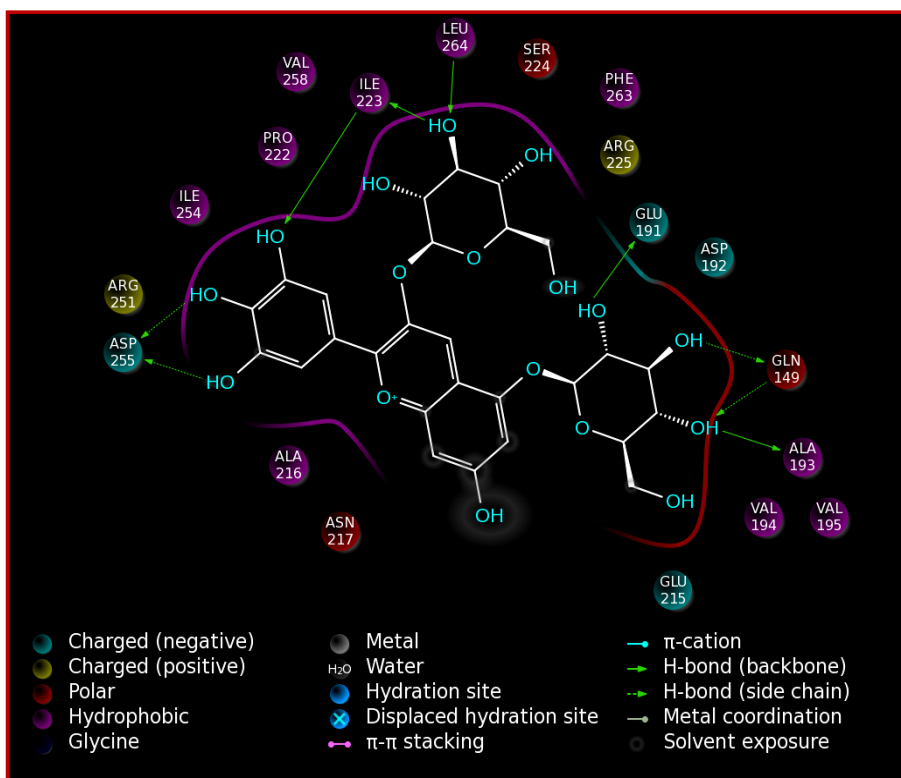 LEU
264
SER
224
VAL
258
ILE
223
PHE
263
HO
PRO
222
OH
ARG
225
HO
ILE
254
GLU
191
HO
O
O
ASP
192
ARG
251
HO
OH
HO
OH
ASP
255
HO
O
GLN
149
O+
O
OH
ALA
193
ALA
216
OH
OH
VAL
194
VAL
195
ASN
217
GLU
215
Charged (negative)
Charged (positive)
Polar
Hydrophobic
Glycine
Metal
H₂O Water
Hydration site
Displaced hydration site
π-π stacking
π-cation
H-bond (backbone)
H-bond (side chain)
Metal coordination
Solvent exposure